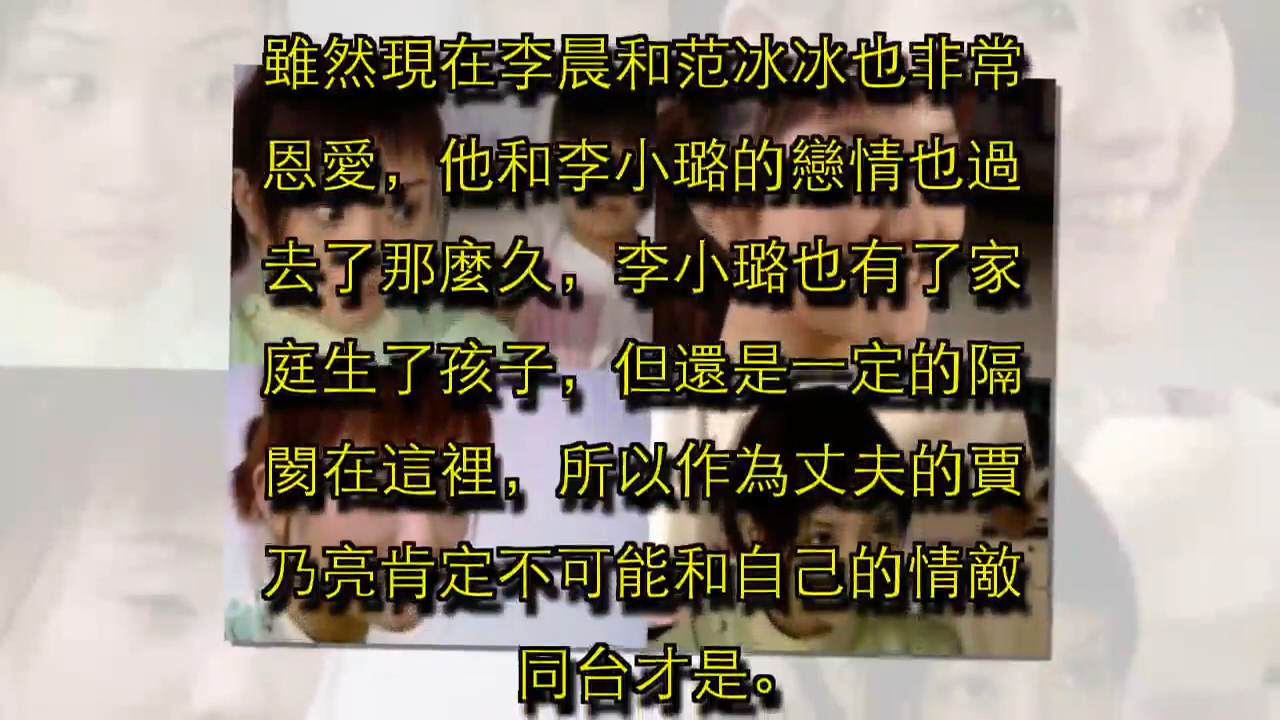 雖然現在李晨和范冰冰也非常
恩愛，他和李小璐的戀情也過
去了那麼久，李小璐也有了家
庭生了孩子，但還是一定的隔
閡在這裡，所以作為丈夫的賈
乃亮肯定不可能和自己的情敵
同台才是。